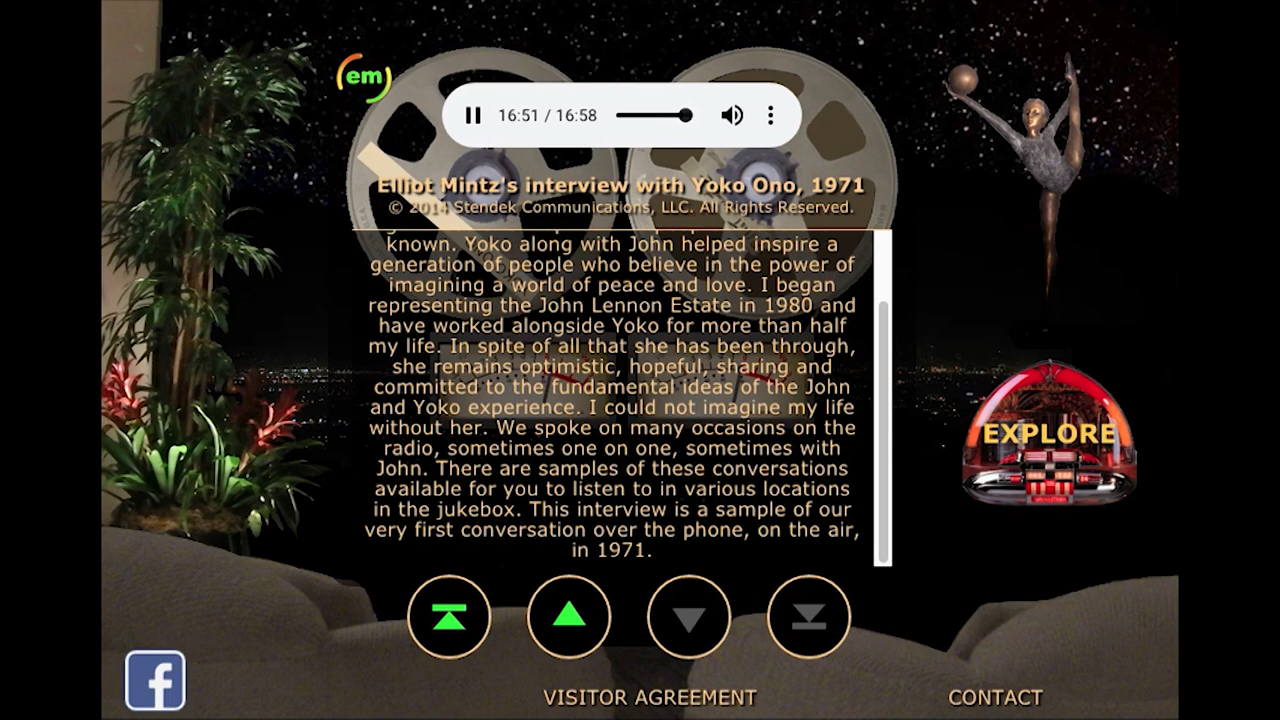 em
16:51 / 16:58
Elliot Mintz's interview with Yoko Ono, 1971
© 2014 Stendek Communications, LLC. All Rights Reserved.
known. Yoko along with John helped inspire a
generation of people who believe in the power of
imagining a world of peace and love. I began
representing the John Lennon Estate in 1980 and
have worked alongside Yoko for more than half
my life. In spite of all that she has been through,
she remains optimistic, hopeful, sharing and
committed to the fundamental ideas of the John
and Yoko experience. I could not imagine my life
without her. We spoke on many occasions on the
radio, sometimes one on one, sometimes with
John. There are samples of these conversations
available for you to listen to in various locations
in the jukebox. This interview is a sample of our
very first conversation over the phone, on the air,
in 1971.
EXPLORE
f
VISITOR AGREEMENT
CONTACT